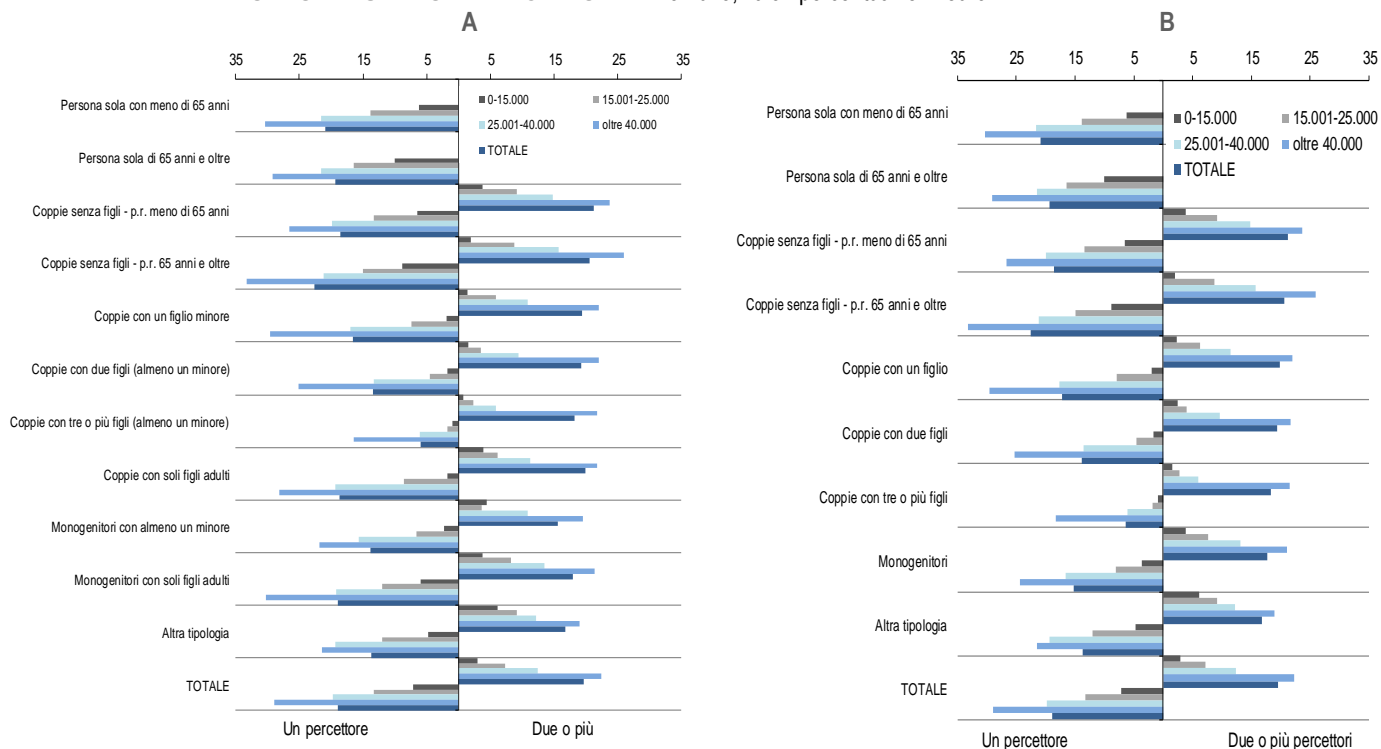 A
35 25 15 5 5 15 25 35
0-15.000 15.001-25.000
25.001-40.000 oltre 40.000
TOTALE
Persona sola con meno di 65 anni
Persona sola di 65 anni e oltre
Coppie senza figli - p.r. meno di 65 anni
Coppie senza figli - p.r. 65 anni e oltre
Coppie con un figlio minore
Coppie con due figli (almeno un minore)
Coppie con tre o più figli (almeno un minore)
Coppie con soli figli adulti
Monogenitori con almeno un minore
Monogenitori con soli figli adulti
Altra tipologia
TOTALE
Un percettore Due o più
B
35 25 15 5 5 15 25 35
0-15.000 15.001-25.000
25.001-40.000 oltre 40.000
TOTALE
Persona sola con meno di 65 anni
Persona sola di 65 anni e oltre
Coppie senza figli - p.r. meno di 65 anni
Coppie senza figli - p.r. 65 anni e oltre
Coppie con un figlio
Coppie con due figli
Coppie con tre o più figli
Monogenitori
Altra tipologia
TOTALE
Un percettore Due o più percettori